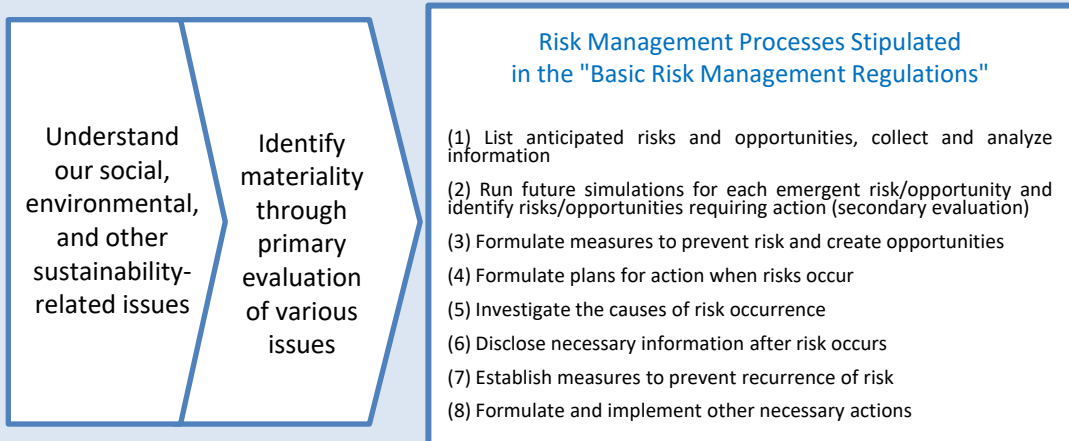 Understand
our social,
environmental,
and other
sustainability-
related issues
Identify
materiality
through
primary
evaluation
of various
issues
Risk Management Processes Stipulated
in the "Basic Risk Management Regulations"
(1) List anticipated risks and opportunities, collect and analyze
information
(2) Run future simulations for each emergent risk/opportunity and
identify risks/opportunities requiring action (secondary evaluation)
(3) Formulate measures to prevent risk and create opportunities
(4) Formulate plans for action when risks occur
(5) Investigate the causes of risk occurrence
(6) Disclose necessary information after risk occurs
(7) Establish measures to prevent recurrence of risk
(8) Formulate and implement other necessary actions